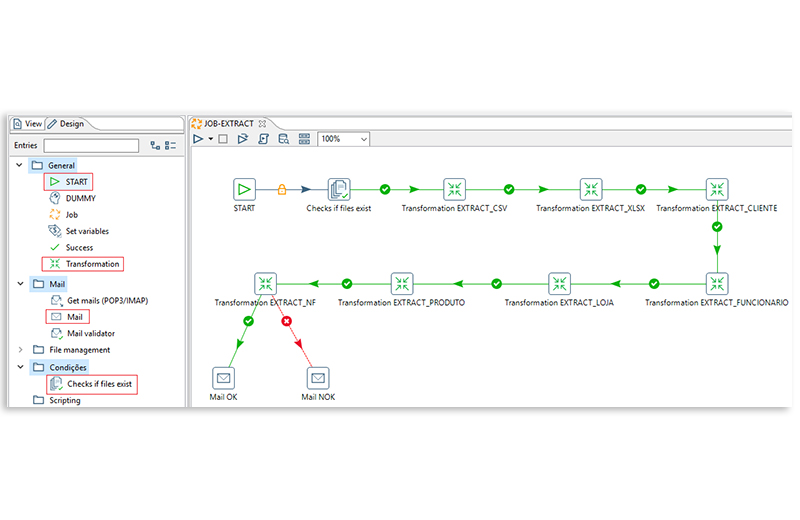 View
Design
Entries
General
START
DUMMY
Job
Set variables
Success
Transformation
Mail
Get mails (POP3/IMAP)
Mail
Mail validator
File management
Condições
Checks if files exist
Scripting
JOB-EXTRACT
100%
START
Checks if files exist
Transformation EXTRACT_CSV
Transformation EXTRACT_XLSX
Transformation EXTRACT_CLIENTE
Transformation EXTRACT_NF
Transformation EXTRACT_PRODUTO
Transformation EXTRACT_LOJA
Transformation EXTRACT_FUNCIONARIO
Mail OK
Mail NOK